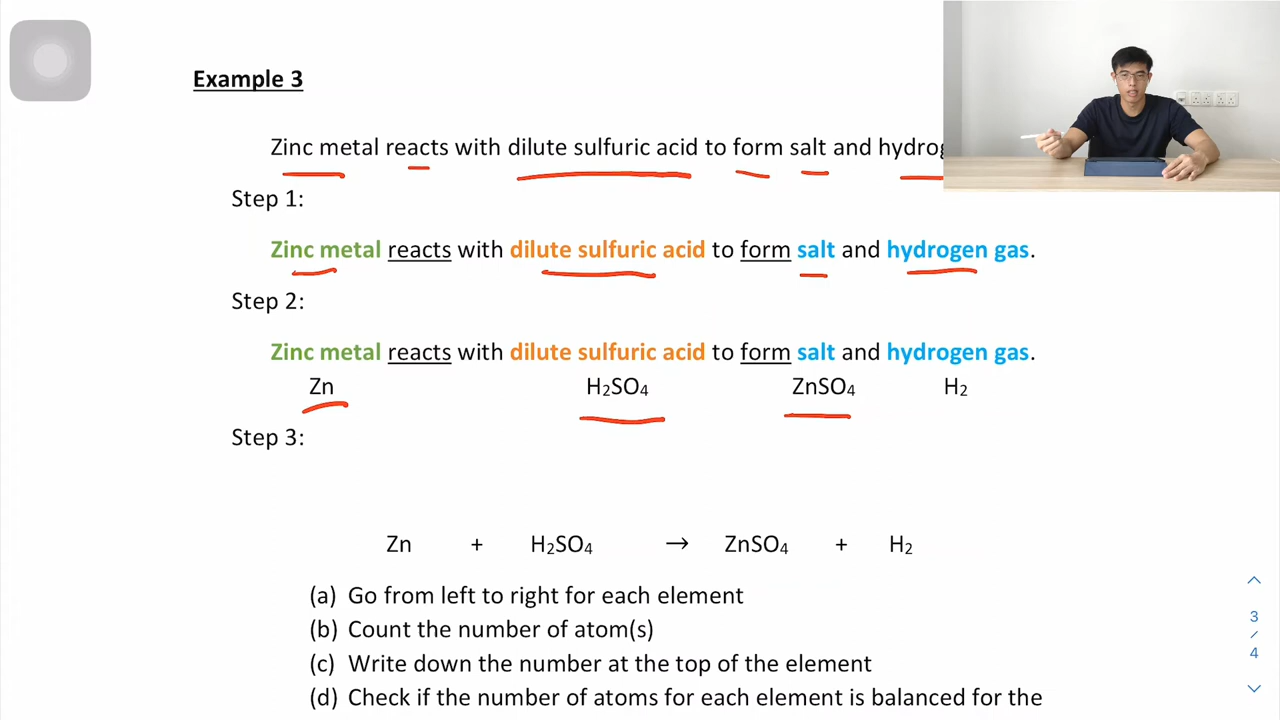 Example 3
Zinc metal reacts with dilute sulfuric acid to form salt and
Step 1:
Zinc metal reacts with dilute sulfuric acid to form salt and hydrogen gas.
Step 2:
Zinc metal reacts with dilute sulfuric acid to form salt and hydrogen gas.
Zn H₂SO₄ ZnSO₄ H₂
Step 3:
Zn + H₂SO₄ → ZnSO₄ + H₂
(a) Go from left to right for each element
(b) Count the number of atom(s)
(c) Write down the number at the top of the element
(d) Check if the number of atoms for each element is balanced for the
3
/
4